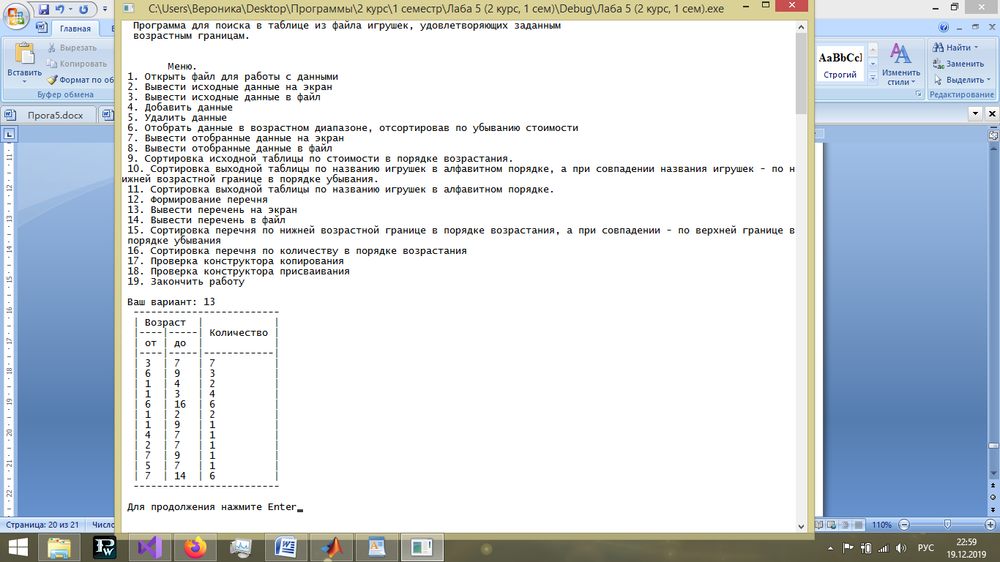 C:\Users\Вероника\Desktop\Программы\2 курс\1 семестр\Лаба 5 (2 курс, 1 сем)\Debug\Лаба 5 (2 курс, 1 сем).exe
Главная
Вставить
Вырезать
Копировать
Формат по об
Буфер обмена
AaBbCcI
Строгий
Изменить стили
Найти
Заменить
Выделить
Редактирование
Прога5.docx
Программа для поиска в таблице из файла игрушек, удовлетворяющих заданным
возрастным границам.
Меню.
1. Открыть файл для работы с данными
2. Вывести исходные данные на экран
3. Вывести исходные данные в файл
4. Добавить данные
5. Удалить данные
6. Отобрать данные в возрастном диапазоне, отсортировав по убыванию стоимости
7. Вывести отобранные данные на экран
8. Вывести отобранные данные в файл
9. Сортировка исходной таблицы по стоимости в порядке возрастания.
10. Сортировка выходной таблицы по названию игрушек в алфавитном порядке, а при совпадении названия игрушек - по н
ижней возрастной границе в порядке убывания.
11. Сортировка выходной таблицы по названию игрушек в алфавитном порядке.
12. Формирование перечня
13. Вывести перечень на экран
14. Вывести перечень в файл
15. Сортировка перечня по нижней возрастной границе в порядке возрастания, а при совпадении - по верхней границе в
порядке убывания
16. Сортировка перечня по количеству в порядке возрастания
17. Проверка конструктора копирования
18. Проверка конструктора присваивания
19. Закончить работу
Ваш вариант: 13
-------------------------
| Возраст | |
|----|-----| Количество |
| от | до | |
|----|-----|------------|
| 3 | 7 | 7 |
| 6 | 9 | 3 |
| 1 | 4 | 2 |
| 1 | 3 | 4 |
| 6 | 16 | 6 |
| 1 | 2 | 2 |
| 1 | 9 | 1 |
| 4 | 7 | 1 |
| 2 | 7 | 1 |
| 7 | 9 | 1 |
| 5 | 7 | 1 |
| 7 | 14 | 6 |
-------------------------
Для продолжения нажмите Enter
Страница: 20 из 21
Число
110%
РУС
22:59
19.12.2019